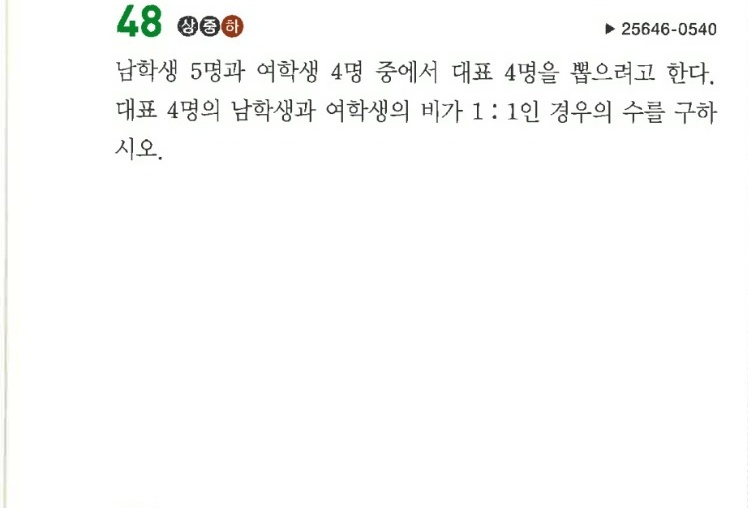 48 상중하 ▶ 25646-0540
남학생 5명과 여학생 4명 중에서 대표 4명을 뽑으려고 한다.
대표 4명의 남학생과 여학생의 비가 1 : 1인 경우의 수를 구하
시오.